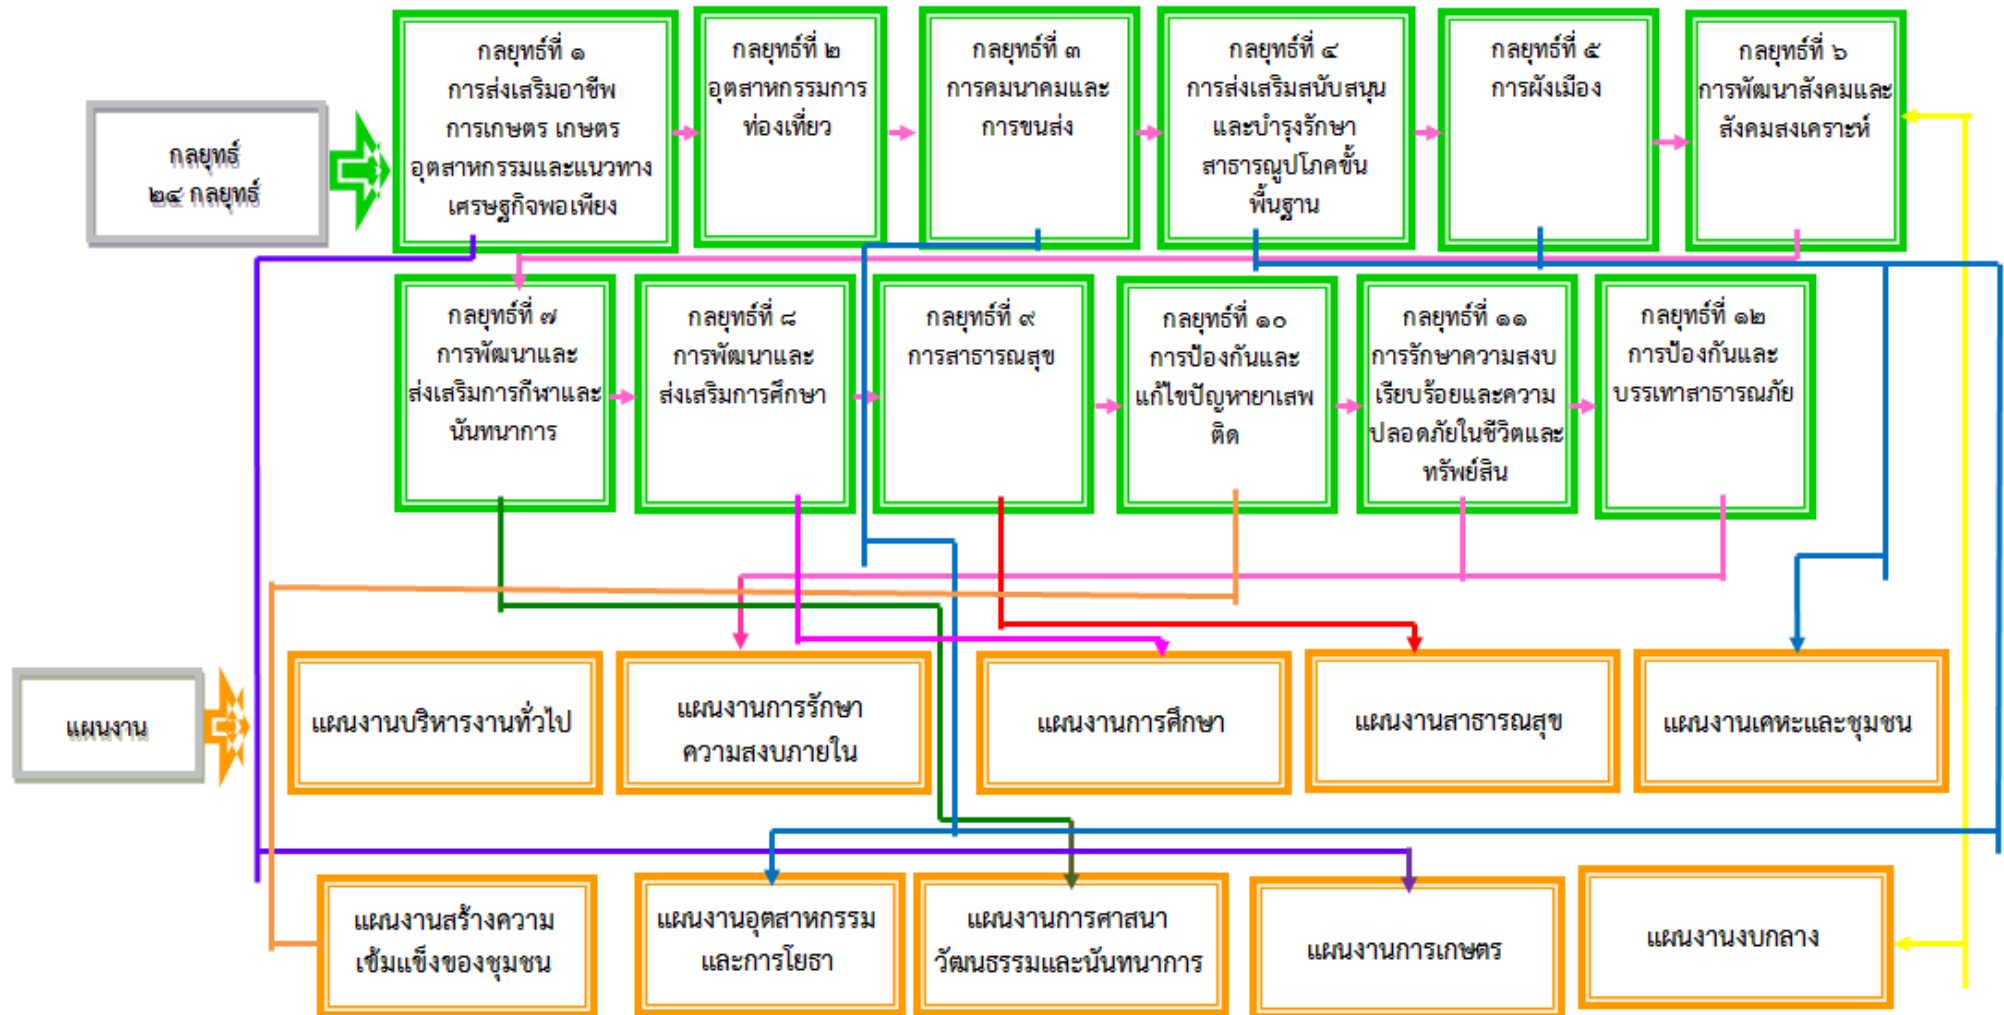 กลยุทธ์
๒๔ กลยุทธ์
กลยุทธ์ที่ ๑
การส่งเสริมอาชีพ
การเกษตร เกษตร
อุตสาหกรรมและแนวทาง
เศรษฐกิจพอเพียง
กลยุทธ์ที่ ๒
อุตสาหกรรมการ
ท่องเที่ยว
กลยุทธ์ที่ ๓
การคมนาคมและ
การขนส่ง
กลยุทธ์ที่ ๔
การส่งเสริมสนับสนุน
และบำรุงรักษา
สาธารณูปโภคขั้น
พื้นฐาน
กลยุทธ์ที่ ๕
การผังเมือง
กลยุทธ์ที่ ๖
การพัฒนาสังคมและ
สังคมสงเคราะห์
กลยุทธ์ที่ ๗
การพัฒนาและ
ส่งเสริมการกีฬาและ
นันทนาการ
กลยุทธ์ที่ ๘
การพัฒนาและ
ส่งเสริมการศึกษา
กลยุทธ์ที่ ๙
การสาธารณสุข
กลยุทธ์ที่ ๑๐
การป้องกันและ
แก้ไขปัญหายาเสพ
ติด
กลยุทธ์ที่ ๑๑
การรักษาความสงบ
เรียบร้อยและความ
ปลอดภัยในชีวิตและ
ทรัพย์สิน
กลยุทธ์ที่ ๑๒
การป้องกันและ
บรรเทาสาธารณภัย
แผนงาน
แผนงานบริหารงานทั่วไป
แผนงานการรักษา
ความสงบภายใน
แผนงานการศึกษา
แผนงานสาธารณสุข
แผนงานเคหะและชุมชน
แผนงานสร้างความ
เข้มแข็งของชุมชน
แผนงานอุตสาหกรรม
และการโยธา
แผนงานการศาสนา
วัฒนธรรมและนันทนาการ
แผนงานการเกษตร
แผนงานงบกลาง